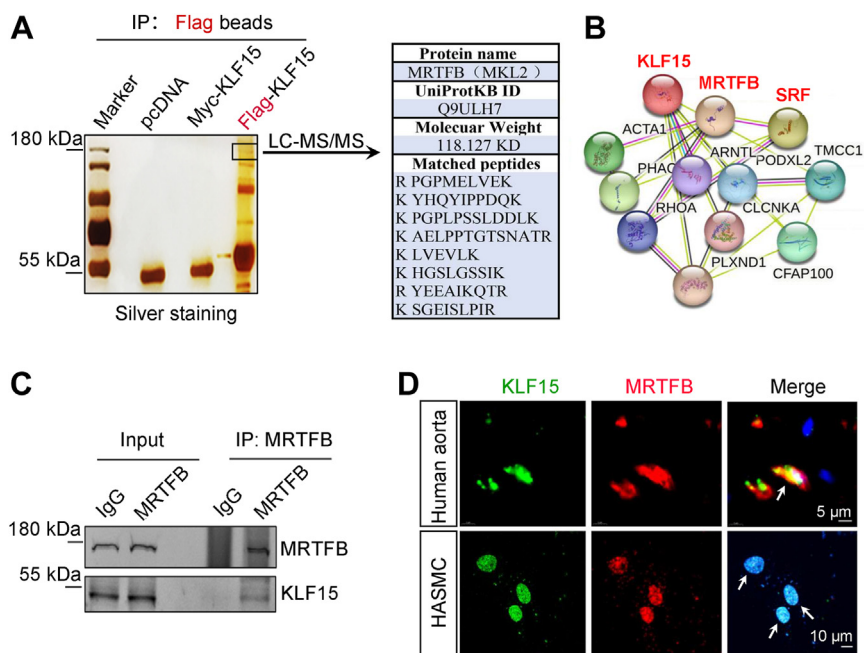 A
IP: Flag beads
Marker
pcDNA
Myc-KLF15
Flag-KLF15
180 kDa
55 kDa
LC-MS/MS
Silver staining
Protein name
MRTFB (MKL2 )
UniProtKB ID
Q9ULH7
Molecuar Weight
118.127 KD
Matched peptides
R PGPMELVEK
K YHQYIPPDQK
K PGPLPSSLDDLK
K AELPPTGTSNATR
K LVEVLK
K HGSLGSSIK
R YEEAIKQTR
K SGEISLPIR
B
KLF15
MRTFB
SRF
ACTA1
ARNTL
PODXL2
TMCC1
RHOA
CLCNKA
PLXND1
CFAP100
C
Input
IP: MRTFB
IgG
MRTFB
IgG
MRTFB
180 kDa
MRTFB
55 kDa
KLF15
D
KLF15
MRTFB
Merge
Human aorta
5 μm
HASMC
10 μm